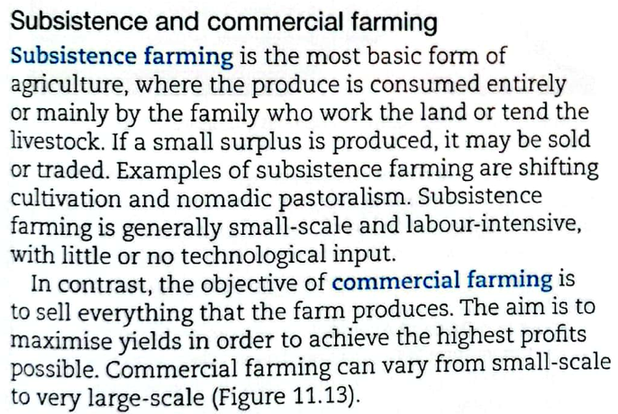 Subsistence and commercial farming
Subsistence farming is the most basic form of
agriculture, where the produce is consumed entirely
or mainly by the family who work the land or tend the
livestock. If a small surplus is produced, it may be sold
or traded. Examples of subsistence farming are shifting
cultivation and nomadic pastoralism. Subsistence
farming is generally small-scale and labour-intensive,
with little or no technological input.
In contrast, the objective of commercial farming is
to sell everything that the farm produces. The aim is to
maximise yields in order to achieve the highest profits
possible. Commercial farming can vary from small-scale
to very large-scale (Figure 11.13).